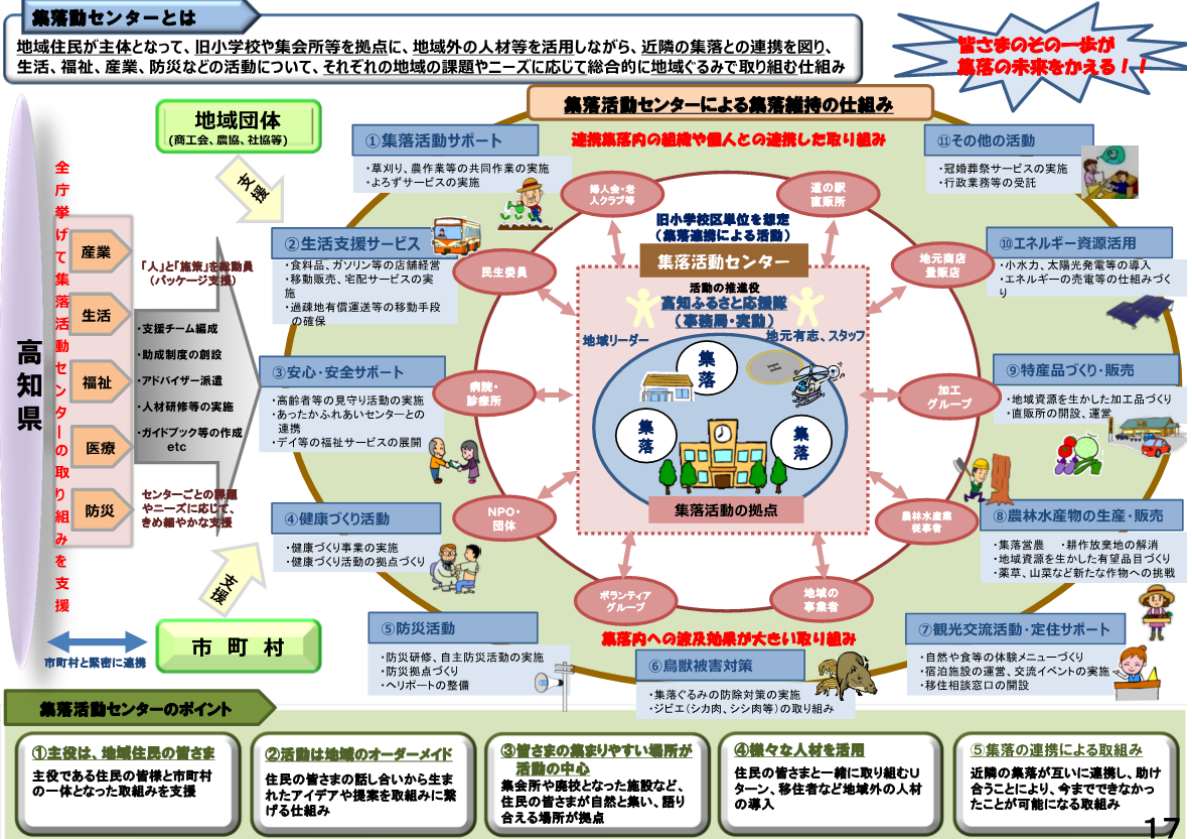 集落動センターとは
地域住民が主体となって、旧小学校や集会所等を拠点に、地域外の人材等を活用しながら、近隣の集落との連携を図り、
生活、福祉、産業、防災などの活動について、それぞれの地域の課題やニーズに応じて総合的に地域ぐるみで取り組む仕組み
皆さまのその一歩が
集落の未来をかえる！！
集落活動センターによる集落維持の仕組み
連携集落内の組織や個人との連携した取り組み
地域団体
(商工会、農協、社協等)
支援
高知県
全庁挙げて集落活動センターの取り組みを支援
産業
生活
福祉
医療
防災
「人」と「施策」を総動員
(パッケージ支援)
・支援チーム編成
・助成制度の創設
・アドバイザー派遣
・人材研修等の実施
・ガイドブック等の作成
etc
センターごとの課題
やニーズに応じて、
きめ細やかな支援
支援
市町村と緊密に連携
市町村
①集落活動サポート
・草刈り、農作業等の共同作業の実施
・よろずサービスの実施
②生活支援サービス
・食料品、ガソリン等の店舗経営
・移動販売、宅配サービスの実
施
・過疎地有償運送等の移動手段
の確保
③安心・安全サポート
・高齢者等の見守り活動の実施
・あったかふれあいセンターとの
連携
・デイ等の福祉サービスの展開
④健康づくり活動
・健康づくり事業の実施
・健康づくり活動の拠点づくり
⑤防災活動
・防災研修、自主防災活動の実施
・防災拠点づくり
・ヘリポートの整備
⑥鳥獣被害対策
・集落ぐるみの防除対策の実施
・ジビエ(シカ肉、シシ肉等)の取り組み
⑦観光交流活動・定住サポート
・自然や食等の体験メニューづくり
・宿泊施設の運営、交流イベントの実施
・移住相談窓口の開設
⑧農林水産物の生産・販売
・集落営農　・耕作放棄地の解消
・地域資源を生かした有望品目づくり
・薬草、山菜など新たな作物への挑戦
⑨特産品づくり・販売
・地域資源を生かした加工品づくり
・直販所の開設、運営
⑩エネルギー資源活用
・小水力、太陽光発電等の導入
・エネルギーの売電等の仕組みづく
り
⑪その他の活動
・冠婚葬祭サービスの実施
・行政業務等の受託
婦人会・老
人クラブ等
道の駅
直販所
民生委員
地元商店
量販店
病院・
診療所
加工
グループ
NPO・
団体
農林水産業
従事者
ボランティア
グループ
地域の
事業者
旧小学校区単位を想定
(集落連携による活動)
集落活動センター
活動の推進役
高知ふるさと応援隊
(事務局・実動)
地域リーダー
地元有志、スタッフ
集落
集落
集落
集落活動の拠点
集落内への波及効果が大きい取り組み
集落活動センターのポイント
①主役は、地域住民の皆さま
主役である住民の皆様と市町村
の一体となった取組みを支援
②活動は地域のオーダーメイド
住民の皆さまの話し合いから生ま
れたアイデアや提案を取組みに繋
げる仕組み
③皆さまの集まりやすい場所が
活動の中心
集会所や廃校となった施設など、
住民の皆さまが自然と集い、語り
合える場所が拠点
④様々な人材を活用
住民の皆さまと一緒に取り組むU
ターン、移住者など地域外の人材
の導入
⑤集落の連携による取組み
近隣の集落が互いに連携し、助け
合うことにより、今までできなかっ
たことが可能になる取組み
17